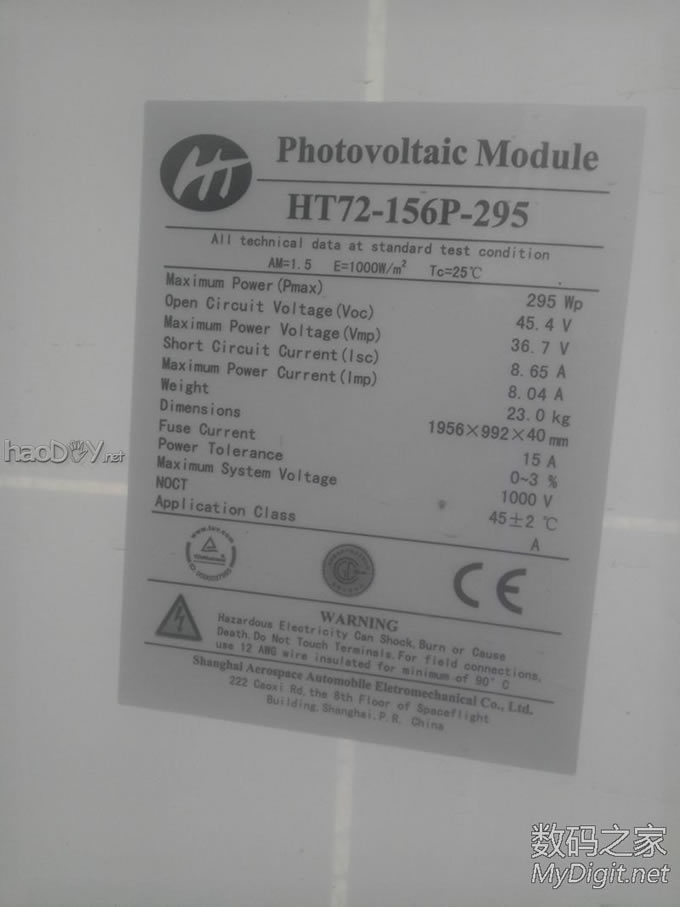 HT
Photovoltaic Module
HT72-156P-295
All technical data at standard test condition
AM=1.5 E=1000W/m² Tc=25℃
Maximum Power(Pmax) 295 Wp
Open Circuit Voltage(Voc) 45.4 V
Maximum Power Voltage(Vmp) 36.7 V
Short Circuit Current(Isc) 8.65 A
Maximum Power Current(Imp) 8.04 A
Weight 23.0 kg
Dimensions 1956×992×40mm
Fuse Current 15 A
Power Tolerance 0~3 %
Maximum System Voltage 1000 V
NOCT 45±2 ℃
Application Class A
www.tuv.com
CE
WARNING
Hazardous Electricity Can Shock, Burn or Cause
Death. Do Not Touch Terminals. For field connections,
use 12 AWG wire insulated for minimum of 90°C
Shanghai Aerospace Automobile Eletromechanical Co., Ltd.
222 Caoxi Rd, the 8th Floor of Spaceflight
Building, Shanghai, P.R. China
haoDIY.net
数码之家
MyDigit.net